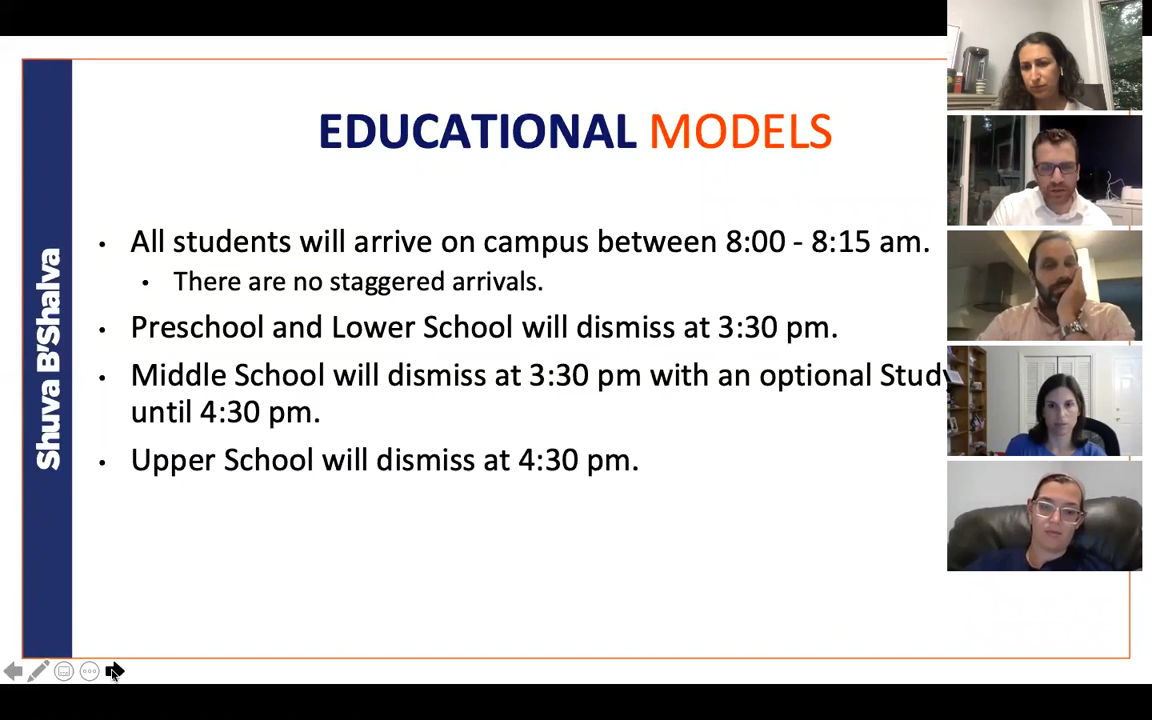 EDUCATIONAL MODELS
Shuva B'Shalva
• All students will arrive on campus between 8:00 - 8:15 am.
• There are no staggered arrivals.
• Preschool and Lower School will dismiss at 3:30 pm.
• Middle School will dismiss at 3:30 pm with an optional
until 4:30 pm.
• Upper School will dismiss at 4:30 pm.